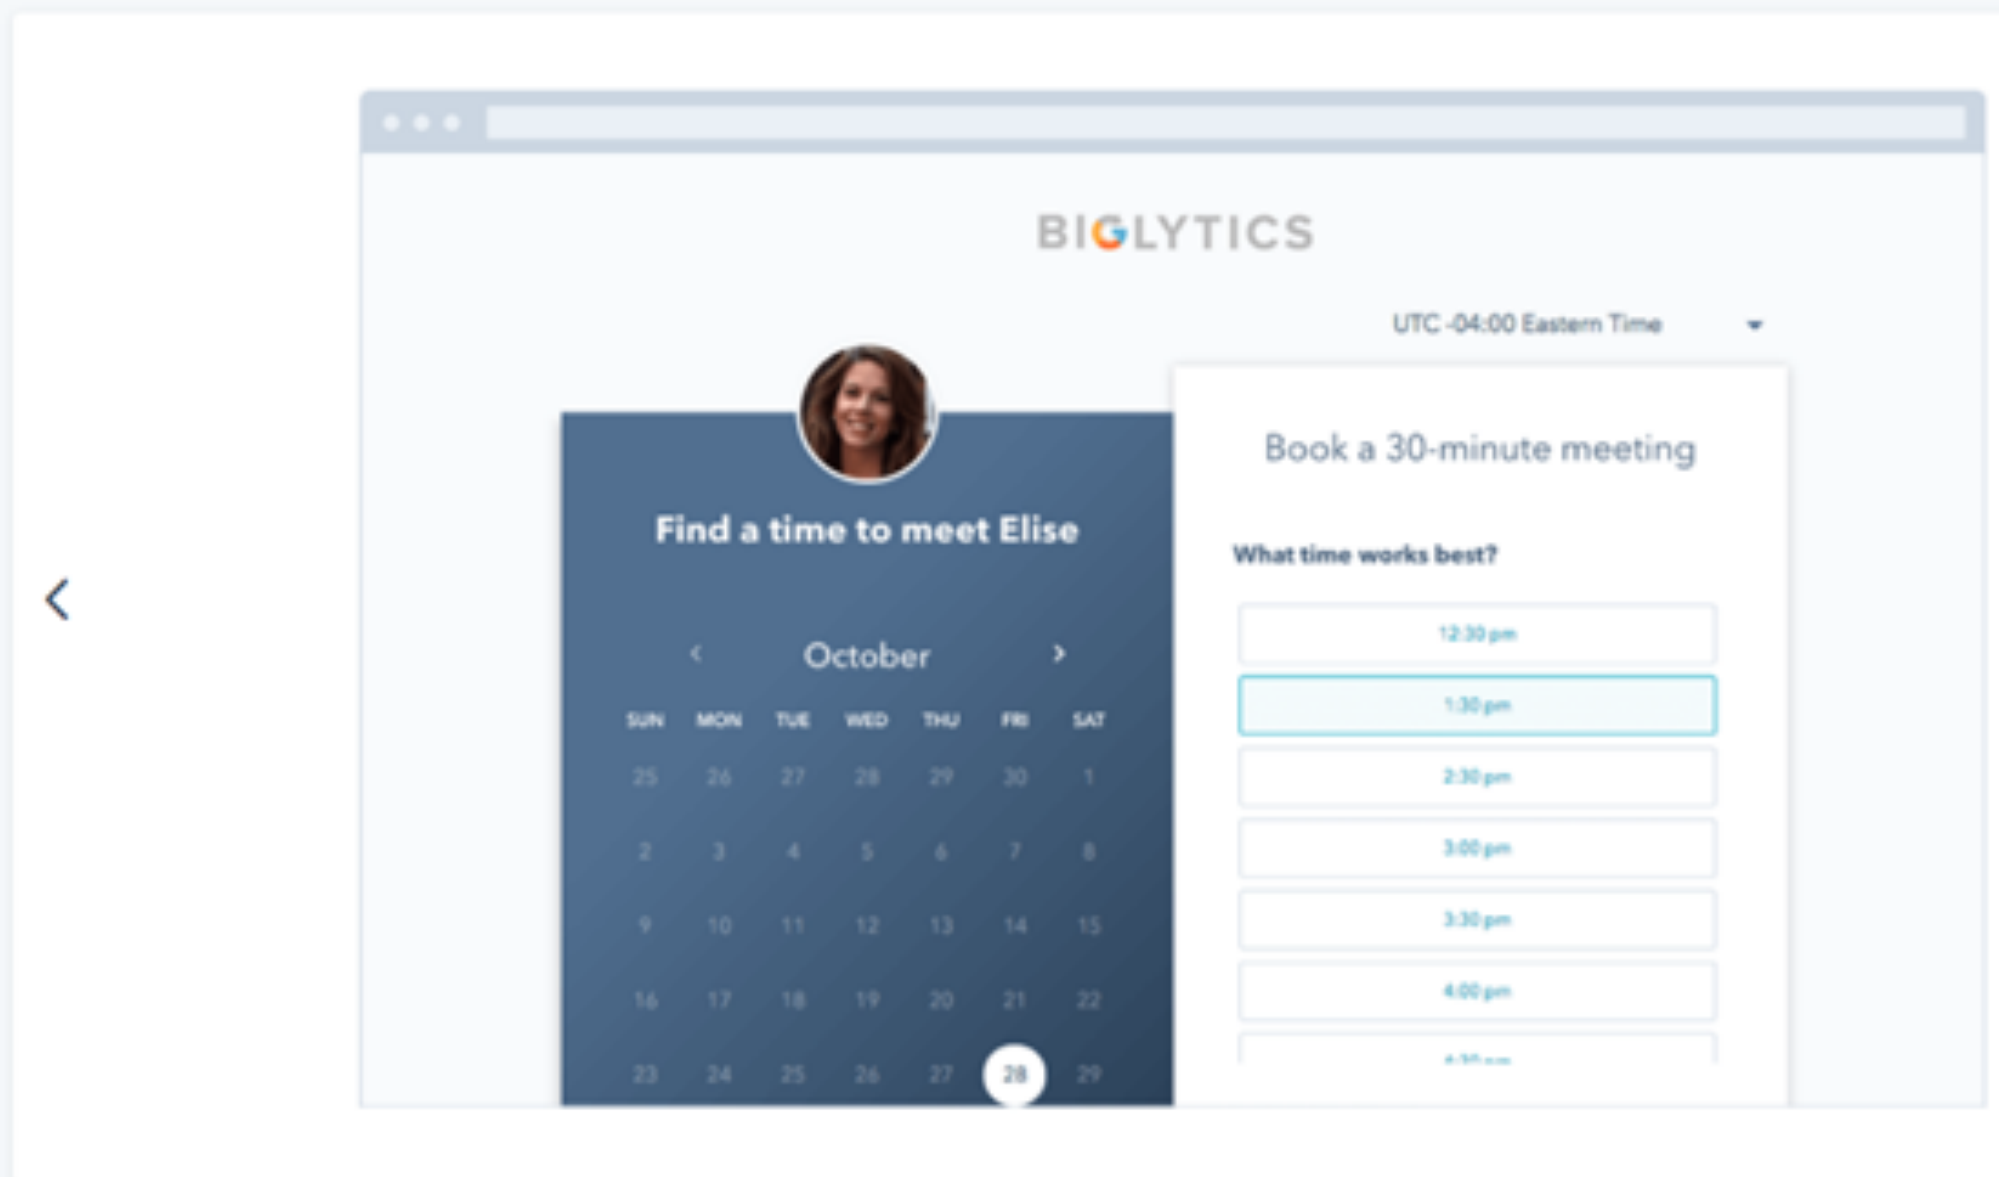 BIGLYTICS
UTC -04:00 Eastern Time
Find a time to meet Elise
October
SUN MON TUE WED THU FRI SAT
25 26 27 28 29 30 1
2 3 4 5 6 7 8
9 10 11 12 13 14 15
16 17 18 19 20 21 22
23 24 25 26 27 28 29
Book a 30-minute meeting
What time works best?
12:30 pm
1:30 pm
2:30 pm
3:00 pm
3:30 pm
4:00 pm